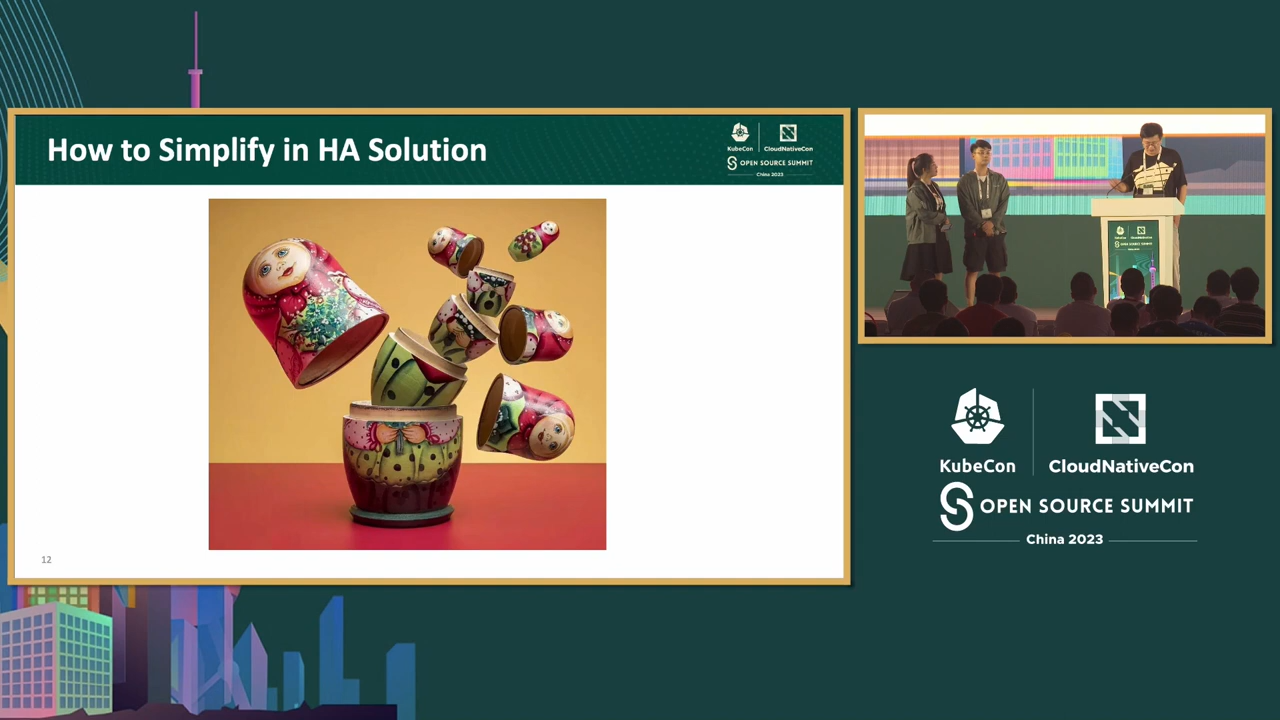 How to Simplify in HA Solution
KubeCon
CloudNativeCon
OPEN SOURCE SUMMIT
China 2023
12
KubeCon
CloudNativeCon
OPEN SOURCE SUMMIT
China 2023